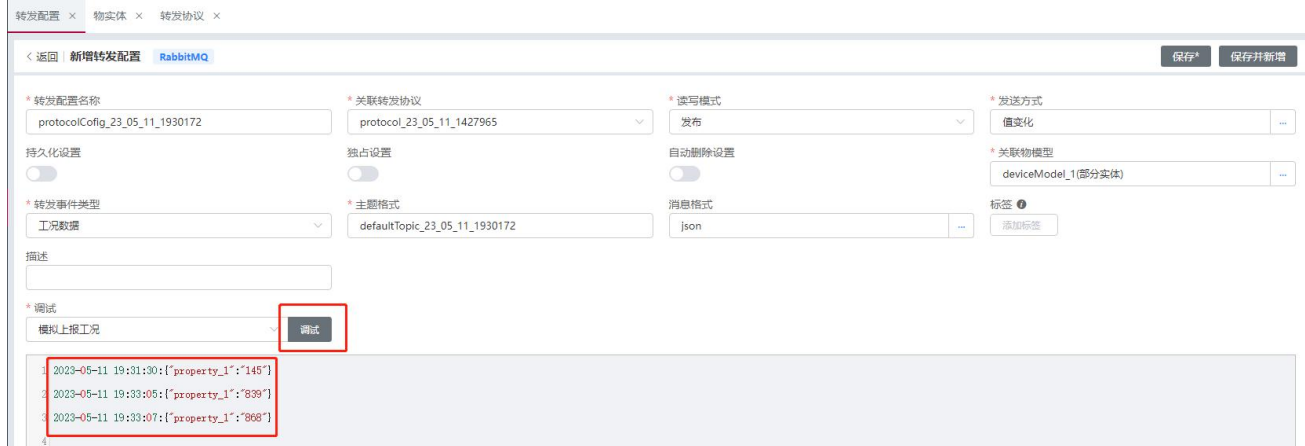 转发配置 × 物实体 × 转发协议 ×
< 返回 | 新增转发配置 RabbitMQ 保存* 保存并新增
* 转发配置名称 * 关联转发协议 * 读写模式 * 发送方式
protocolCofig_23_05_11_1930172 protocol_23_05_11_1427965 发布 值变化 ...
持久化设置 独占设置 自动删除设置 * 关联物模型
deviceModel_1(部分实体) ...
* 转发事件类型 * 主题格式 消息格式 标签
工况数据 defaultTopic_23_05_11_1930172 json ... 添加标签
描述
* 调试
模拟上报工况 调试
1 2023-05-11 19:31:30:{"property_1":"145"}
2 2023-05-11 19:33:05:{"property_1":"839"}
3 2023-05-11 19:33:07:{"property_1":"868"}
4